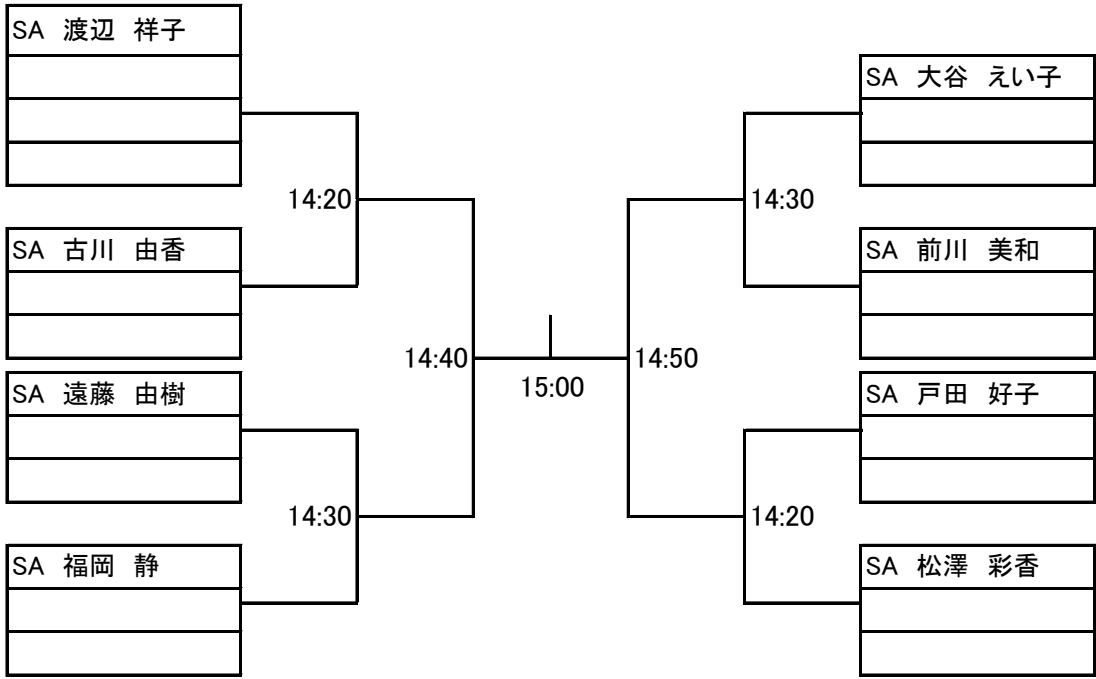 SA 渡辺 祥子
SA 大谷 えい子
14:20
14:30
SA 古川 由香
SA 前川 美和
14:40
14:50
15:00
SA 遠藤 由樹
SA 戸田 好子
14:30
14:20
SA 福岡 静
SA 松澤 彩香